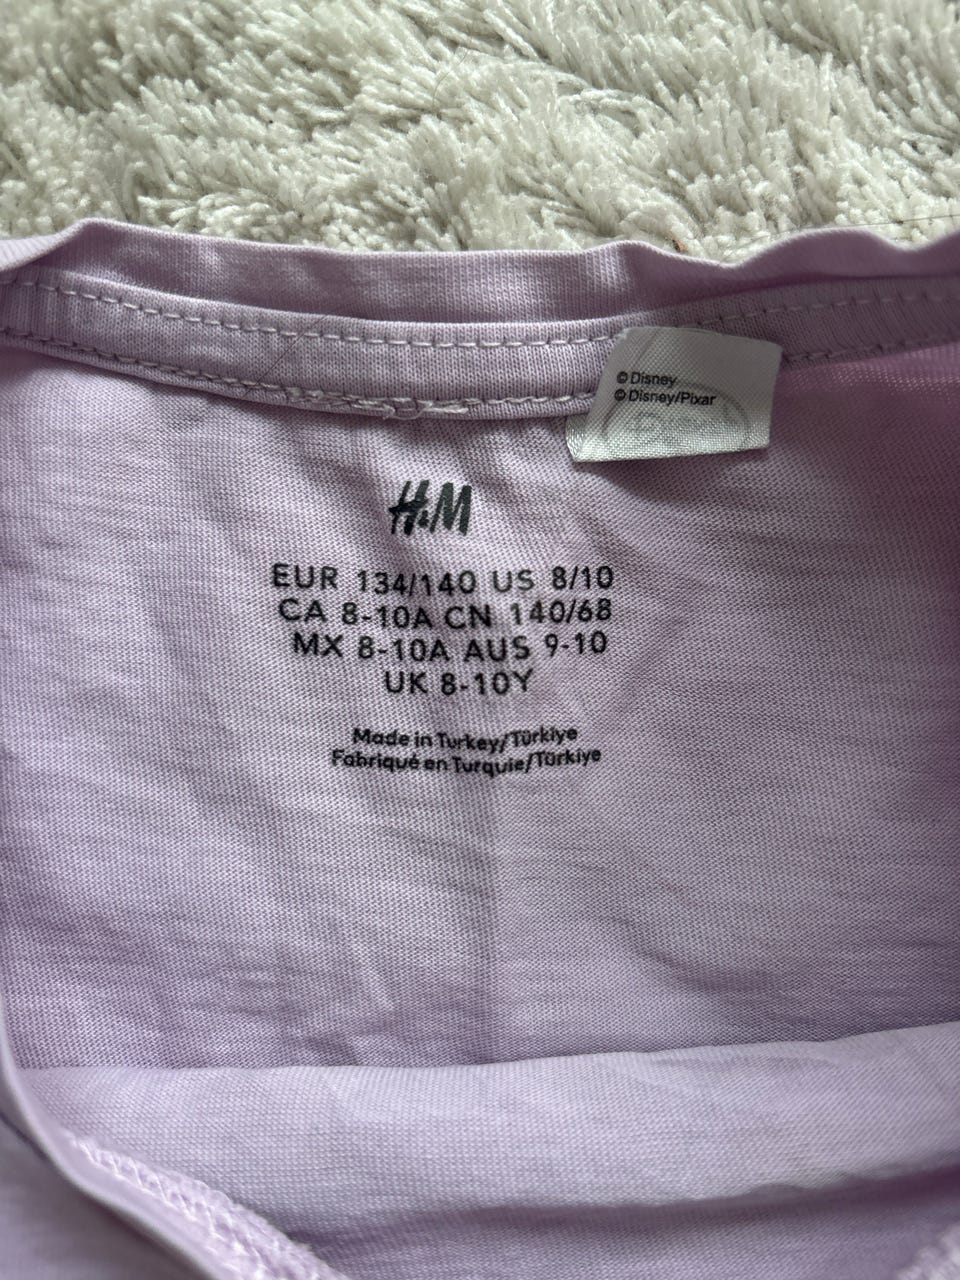 © Disney
© Disney/Pixar
H&M
EUR 134/140 US 8/10
CA 8-10A CN 140/68
MX 8-10A AUS 9-10
UK 8-10Y
Made in Turkey/Türkiye
Fabriqué en Turquie/Türkiye